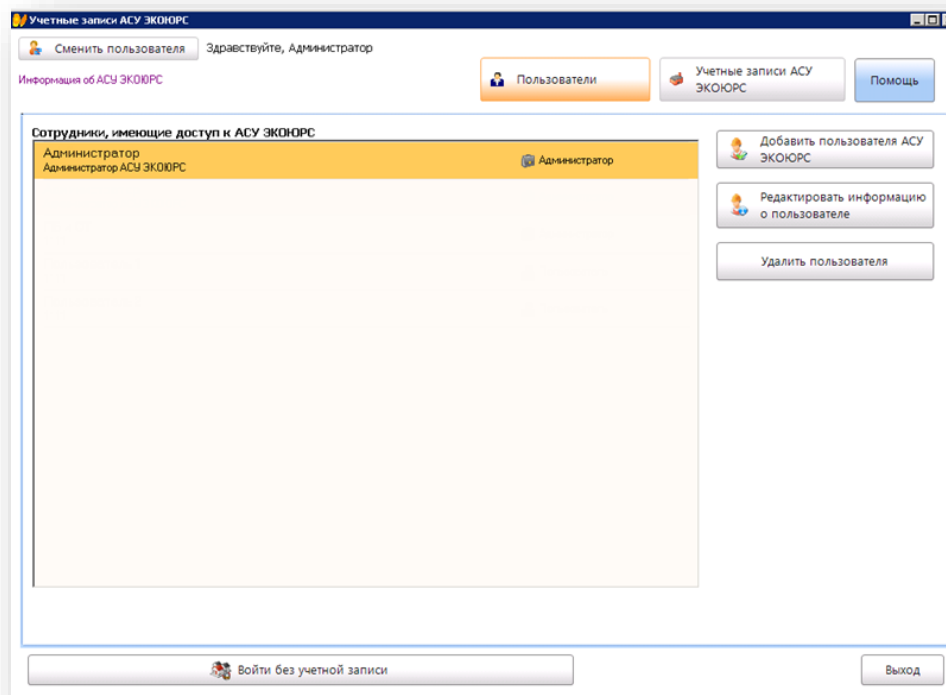 Учетные записи АСУ ЭКОЮРС
Сменить пользователя
Здравствуйте, Администратор
Информация об АСУ ЭКОЮРС
Пользователи
Учетные записи АСУ
ЭКОЮРС
Помощь
Сотрудники, имеющие доступ к АСУ ЭКОЮРС
Администратор
Администратор АСУ ЭКОЮРС
Администратор
Добавить пользователя АСУ
ЭКОЮРС
Редактировать информацию
о пользователе
Удалить пользователя
Войти без учетной записи
Выход